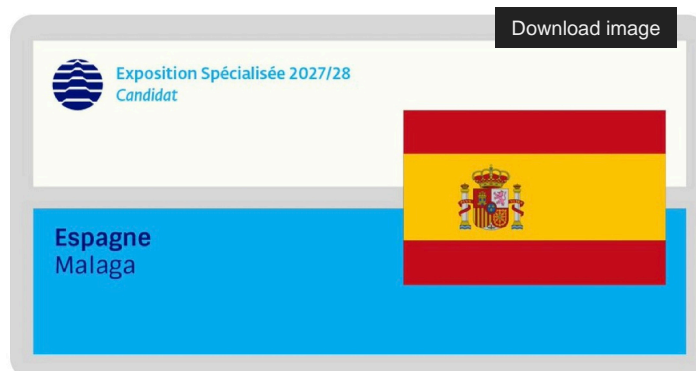 Download image
Exposition Spécialisée 2027/28
Candidat
Espagne
Malaga